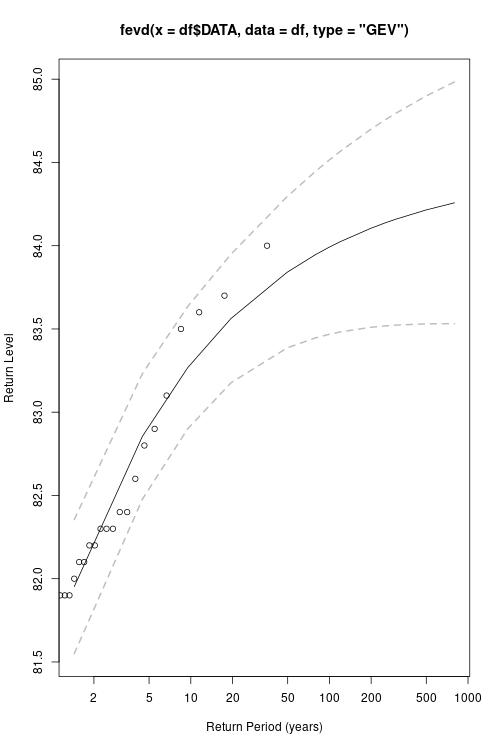 fevd(x = df$DATA, data = df, type = "GEV")
Return Level
85.0
84.5
84.0
83.5
83.0
82.5
82.0
81.5
2 5 10 20 50 100 200 500 1000
Return Period (years)